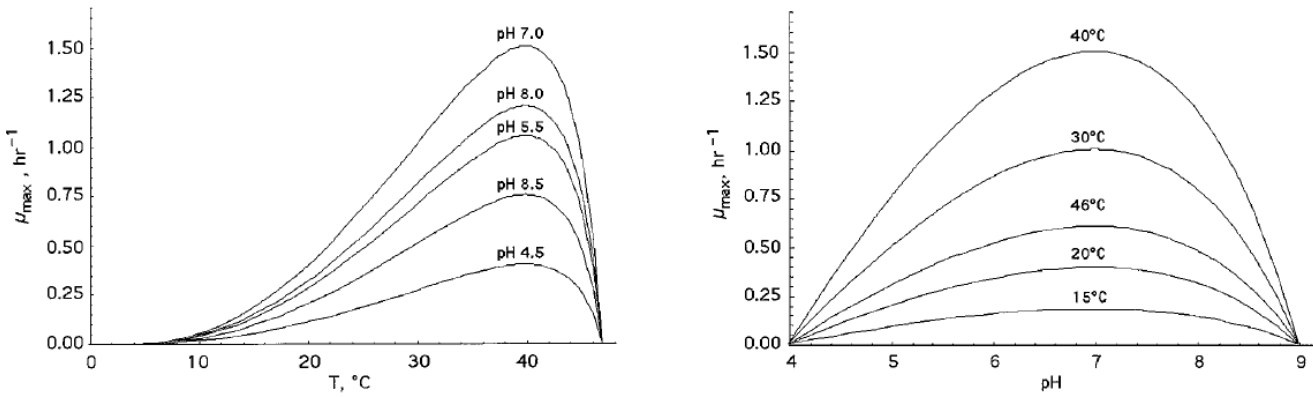 1.50
1.25
1.00
0.75
0.50
0.25
0.00
μmax , hr−1
pH 7.0
pH 8.0
pH 5.5
pH 8.5
pH 4.5
0 10 20 30 40
T, °C
1.50
1.00
0.75
0.50
0.25
0.00
μmax, hr−1
40°C
30°C
46°C
20°C
15°C
4 5 6 7 8 9
pH